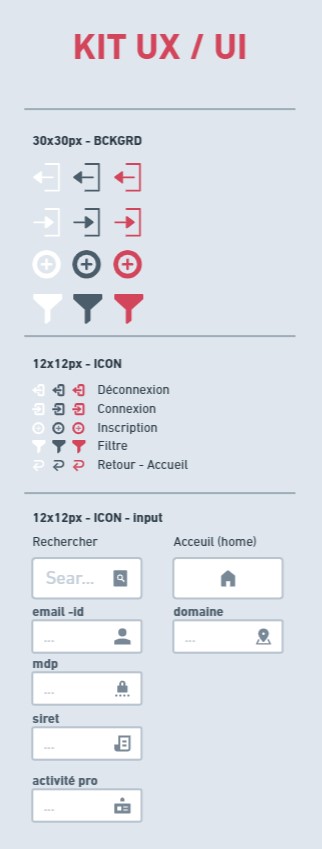 KIT UX / UI
30x30px - BCKGRD
12x12px - ICON
Déconnexion
Connexion
Inscription
Filtre
Retour - Accueil
12x12px - ICON - input
Rechercher
Acceuil (home)
Sear...
email -id
domaine
...
...
mdp
...
siret
...
activité pro
...